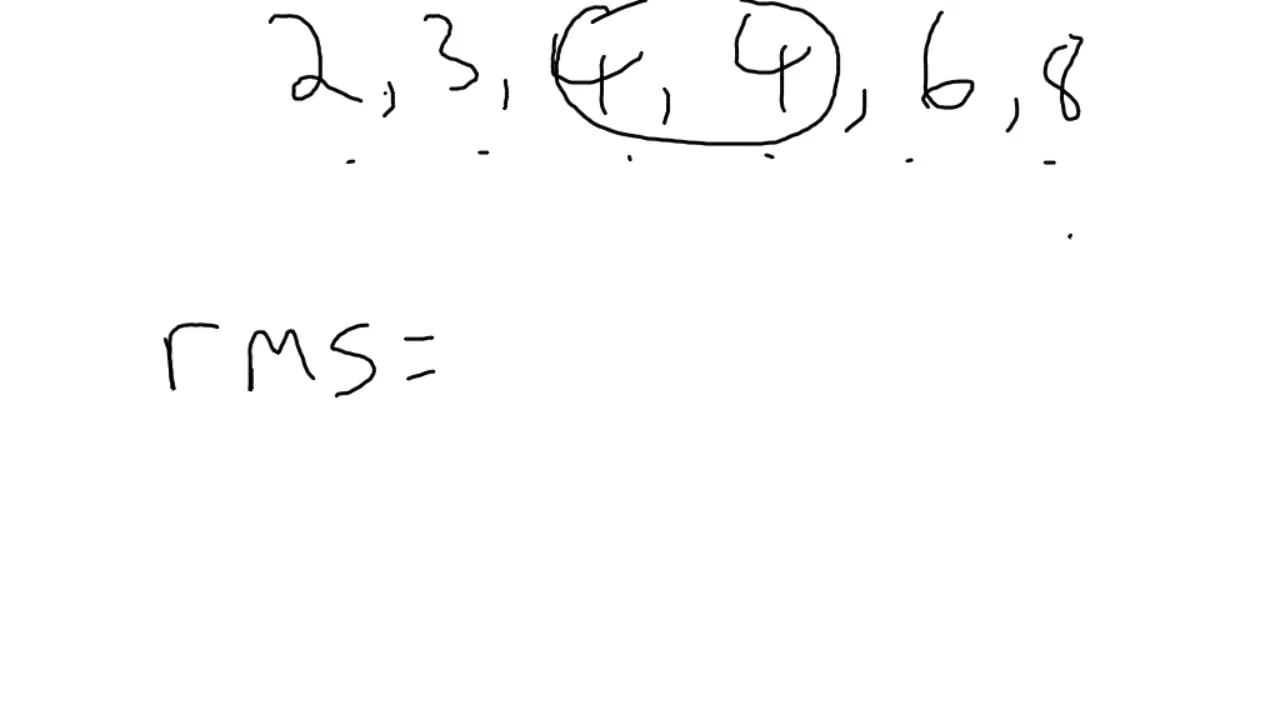 2, 3, 4, 4, 6, 8
rms=